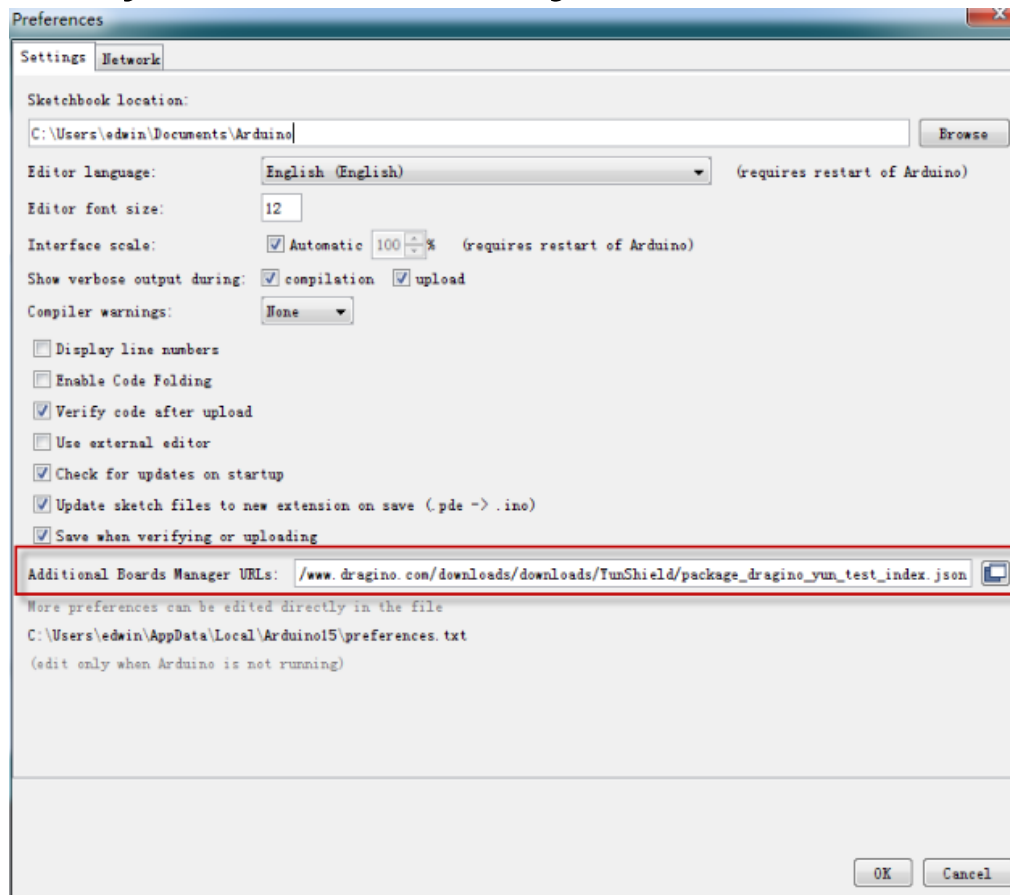 Preferences
Settings Network
Sketchbook location:
C:\Users\edwin\Documents\Arduino Browse
Editor language: English (English) (requires restart of Arduino)
Editor font size: 12
Interface scale: Automatic 100 % (requires restart of Arduino)
Show verbose output during: compilation upload
Compiler warnings: None
Display line numbers
Enable Code Folding
Verify code after upload
Use external editor
Check for updates on startup
Update sketch files to new extension on save (.pde -> .ino)
Save when verifying or uploading
Additional Boards Manager URLs: /www.dragino.com/downloads/downloads/YunShield/package_dragino_yun_test_index.json
More preferences can be edited directly in the file
C:\Users\edwin\AppData\Local\Arduino15\preferences.txt
(edit only when Arduino is not running)
OK Cancel